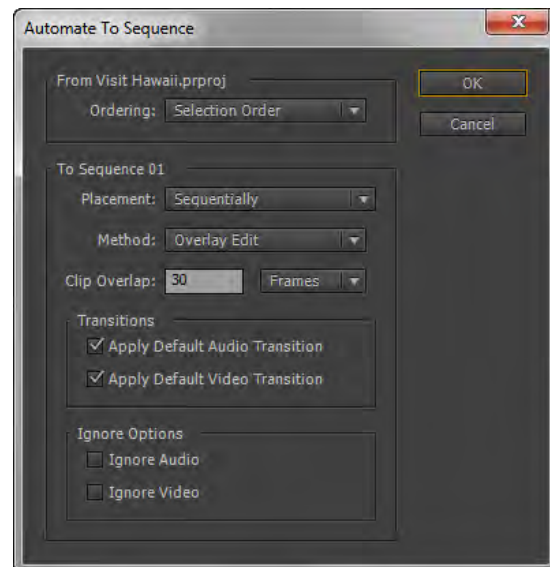 Automate To Sequence
From Visit Hawaii.prproj
Ordering: Selection Order
OK
Cancel
To Sequence 01
Placement: Sequentially
Method: Overlay Edit
Clip Overlap: 30 Frames
Transitions
Apply Default Audio Transition
Apply Default Video Transition
Ignore Options
Ignore Audio
Ignore Video